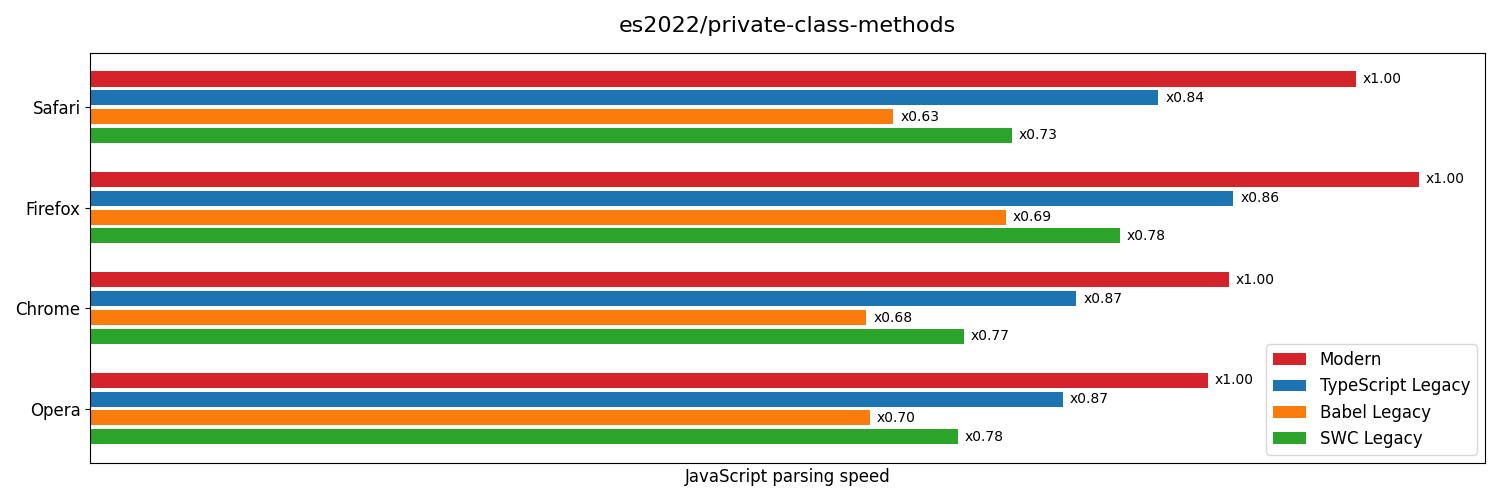 es2022/private-class-methods
Safari
x1.00
x0.84
x0.63
x0.73
Firefox
x1.00
x0.86
x0.69
x0.78
Chrome
x1.00
x0.87
x0.68
x0.77
Opera
x1.00
x0.87
x0.70
x0.78
Modern
TypeScript Legacy
Babel Legacy
SWC Legacy
JavaScript parsing speed